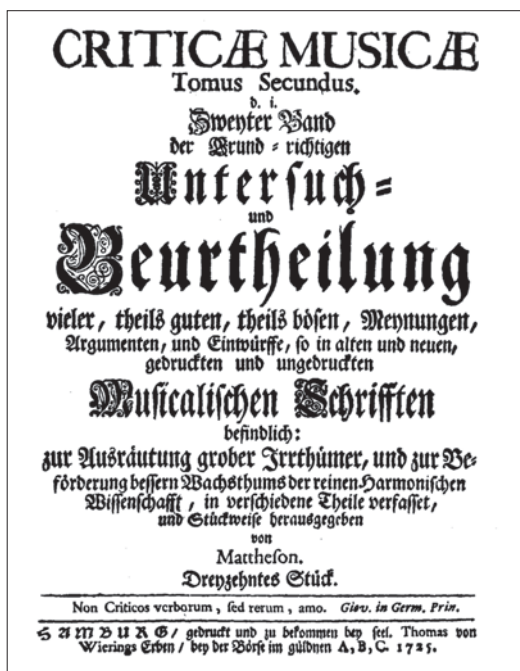 CRITICÆ MUSICÆ
Tomus Secundus.
d. i.
Zweyter Band
der Grund = richtigen
Untersuch=
und
Beurtheilung
vieler, theils guten, theils bösen, Meynungen,
Argumenten, und Einwürffe, so in alten und neuen,
gedruckten und ungedruckten
Musicalischen Schrifften
befindlich:
zur Ausräutung grober Irrthümer, und zur Be=
förderung bessern Wachsthums der reinen Harmonischen
Wissenschafft, in verschiedene Theile verfasset,
und Stückweise herausgegeben
von
Mattheson.
Dreyzehntes Stück.
Non Criticos verborum, sed rerum, amo. Giov. in Germ. Prin.
HAMBURG/ gedruckt und zu bekommen bey seel. Thomas von
Wierings Erben/ bey der Börse im güldnen A, B, C. 1725.